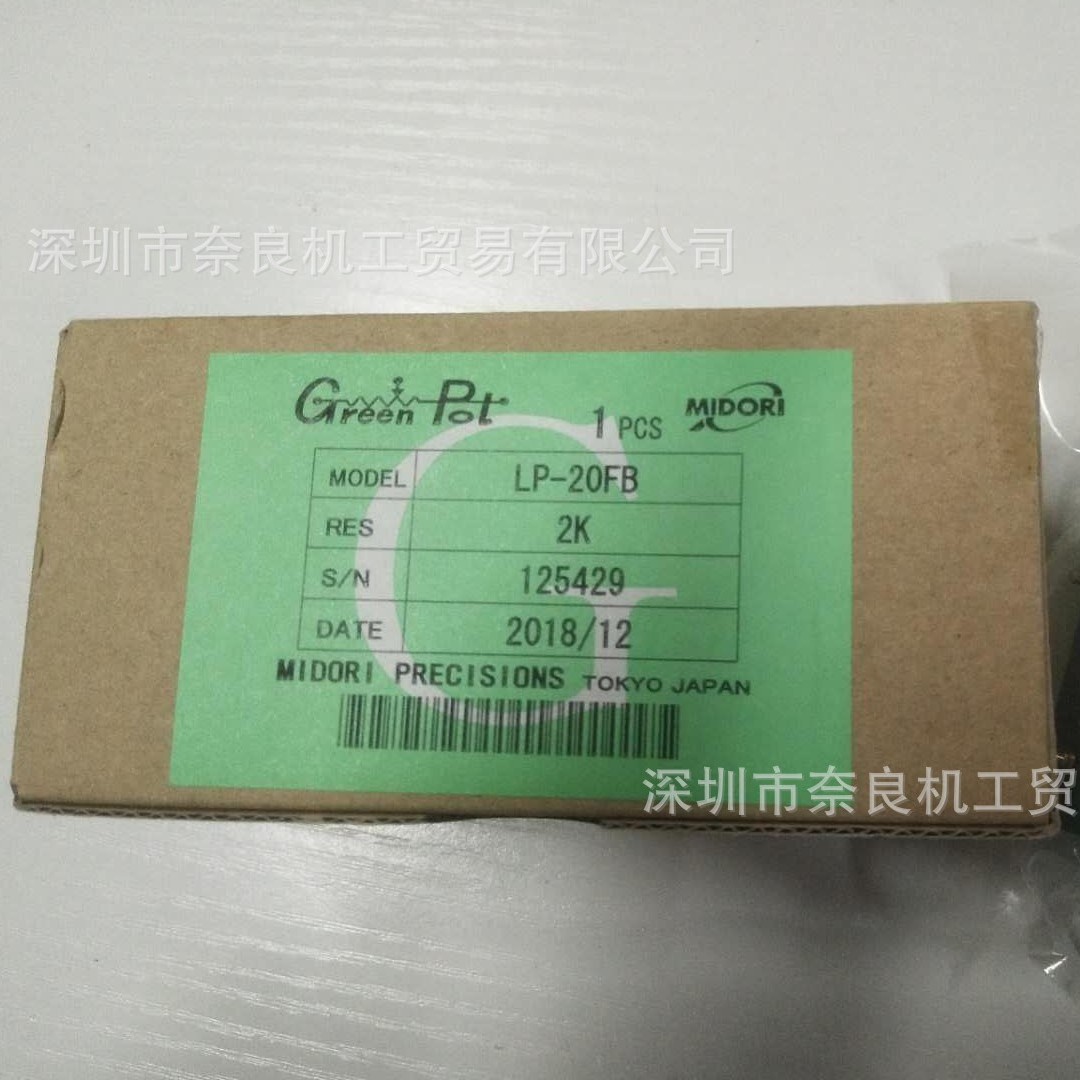 深圳市奈良机工贸易有限公司
Green Pot 1 PCS MIDORI
MODEL LP-20FB
RES 2K
S/N 125429
DATE 2018/12
G
MIDORI PRECISIONS TOKYO JAPAN
深圳市奈良机工贸